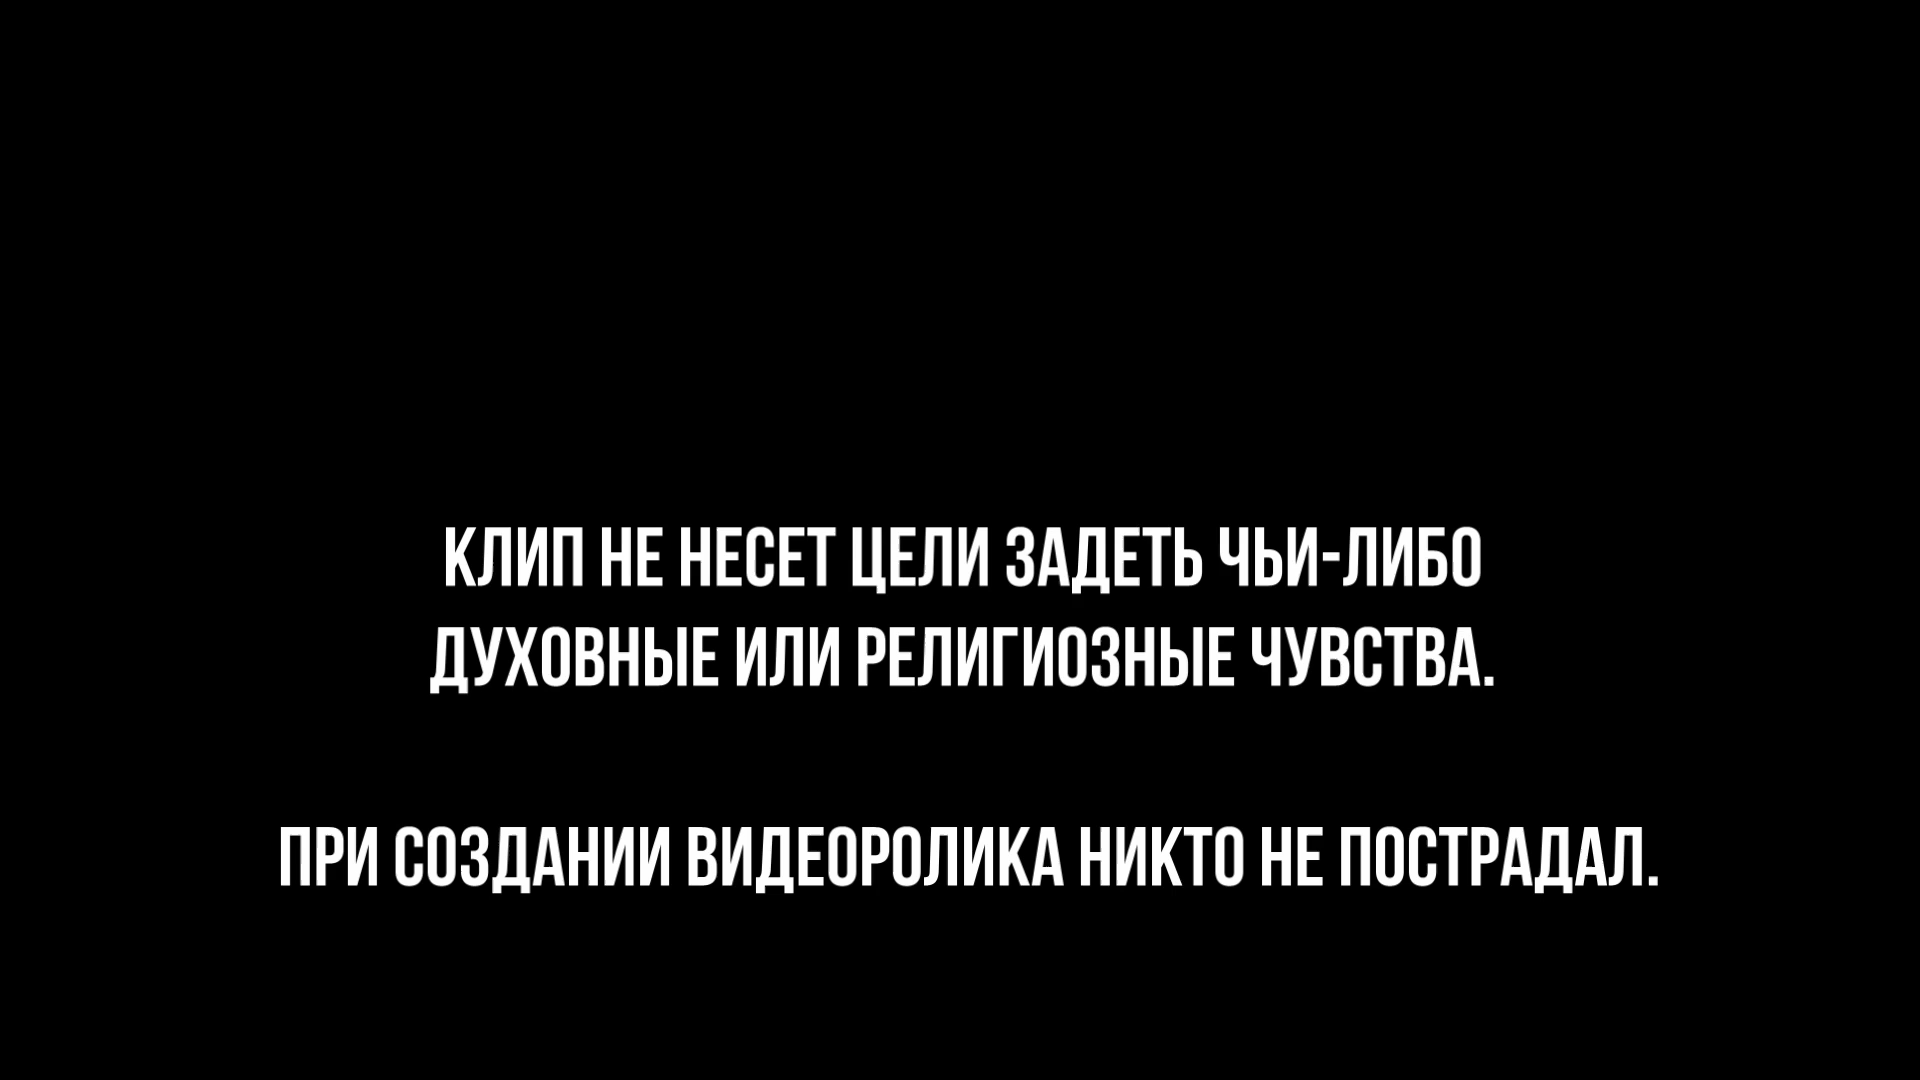 КЛИП НЕ НЕСЕТ ЦЕЛИ ЗАДЕТЬ ЧЬИ-ЛИБО
ДУХОВНЫЕ ИЛИ РЕЛИГИОЗНЫЕ ЧУВСТВА.
ПРИ СОЗДАНИИ ВИДЕОРОЛИКА НИКТО НЕ ПОСТРАДАЛ.